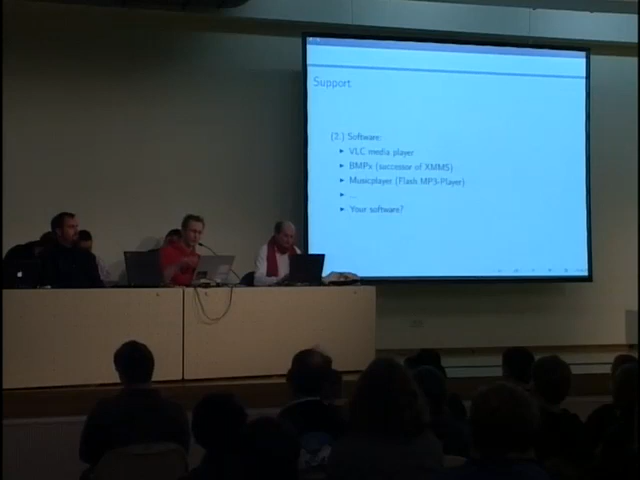 Support
(2.) Software:
▸ VLC media player
▸ BMPx (successor of XMMS)
▸ Musicplayer (Flash MP3-Player)
▸ ...
▸ Your software?